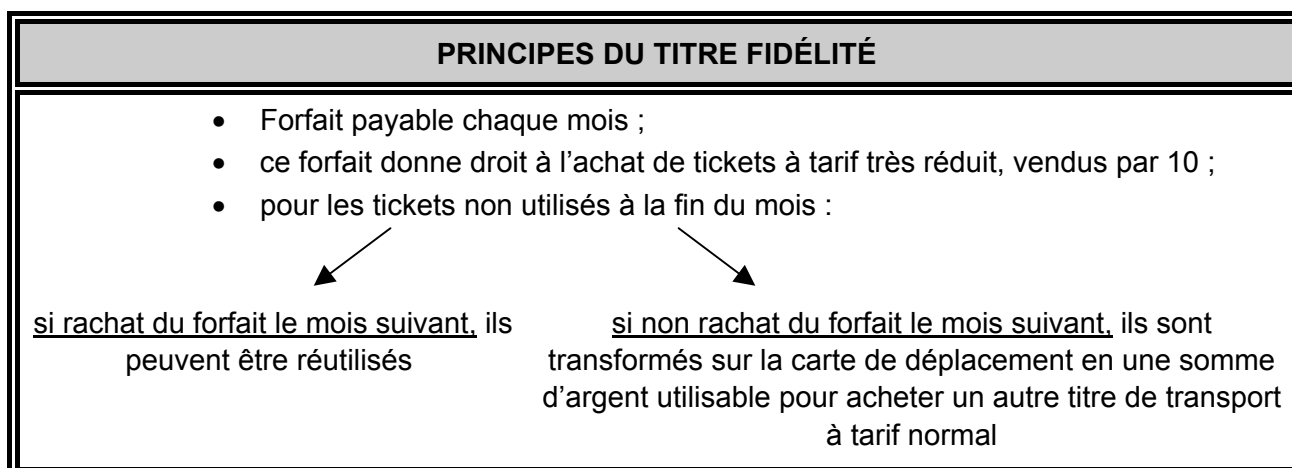 PRINCIPES DU TITRE FIDÉLITÉ
• Forfait payable chaque mois ;
• ce forfait donne droit à l’achat de tickets à tarif très réduit, vendus par 10 ;
• pour les tickets non utilisés à la fin du mois :
si rachat du forfait le mois suivant, ils
peuvent être réutilisés
si non rachat du forfait le mois suivant, ils sont
transformés sur la carte de déplacement en une somme
d’argent utilisable pour acheter un autre titre de transport
à tarif normal